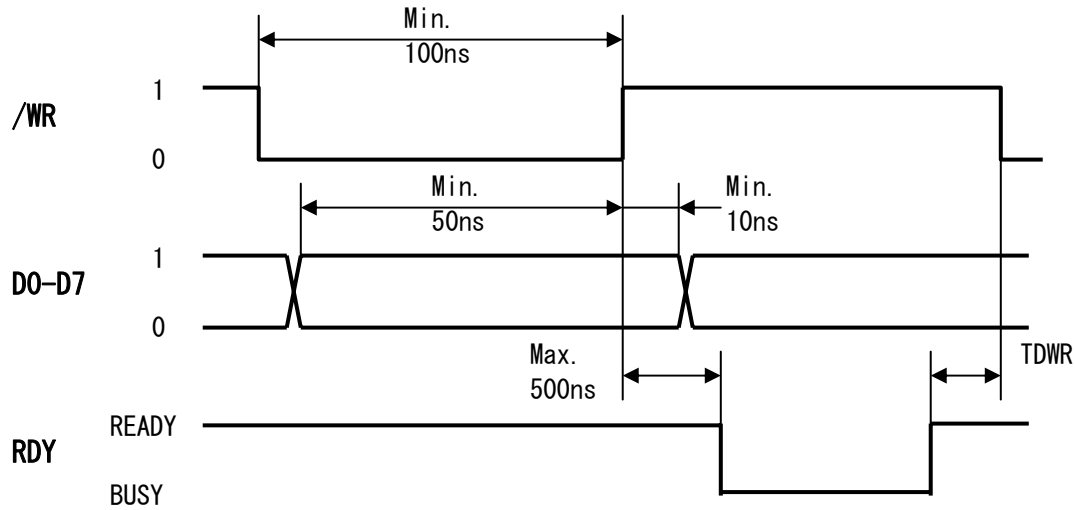 Min.
100ns
1
/WR
0
Min.
50ns
Min.
10ns
1
D0-D7
0
Max.
500ns
TDWR
READY
RDY
BUSY